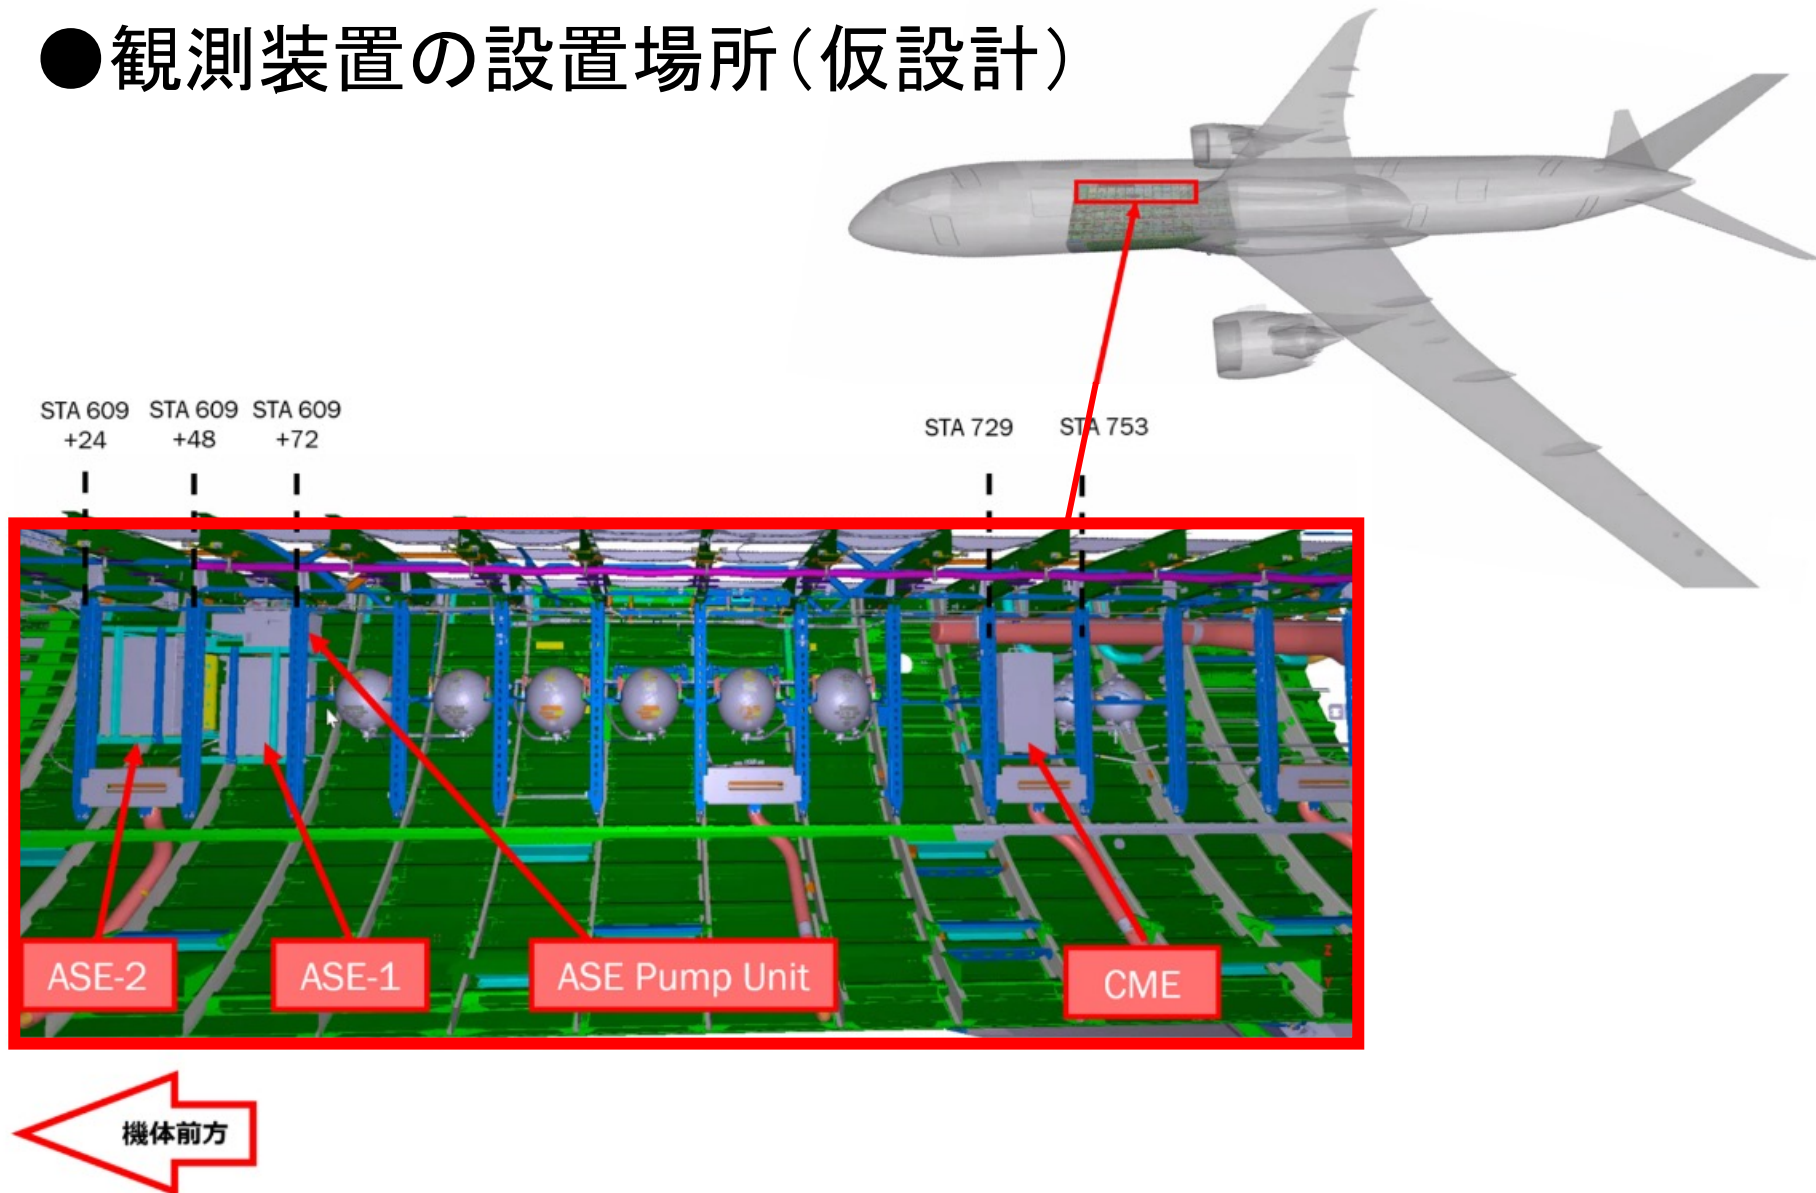 ●観測装置の設置場所（仮設計）
STA 609 +24
STA 609 +48
STA 609 +72
STA 729
STA 753
ASE-2
ASE-1
ASE Pump Unit
CME
機体前方